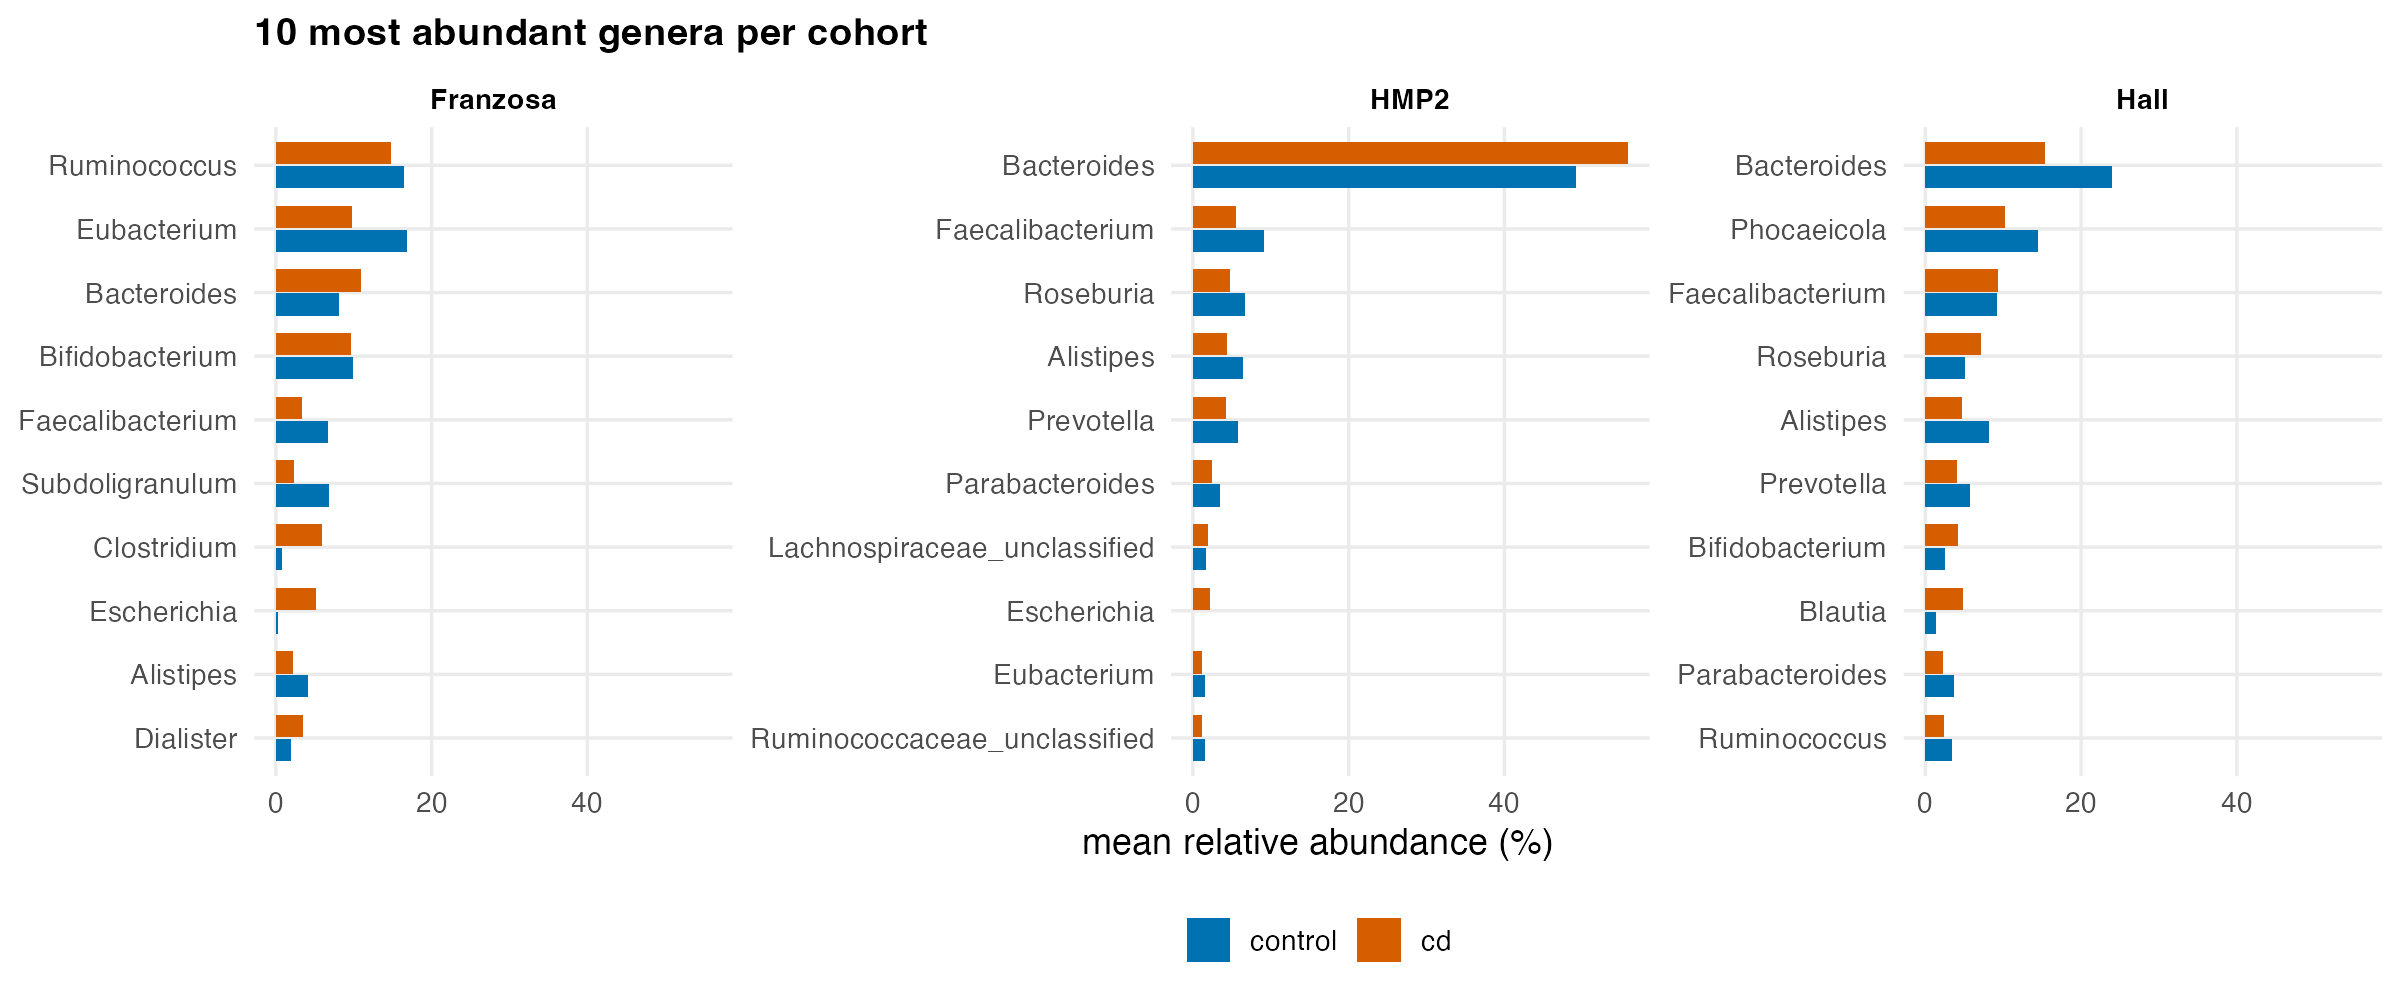 10 most abundant genera per cohort
Franzosa
Ruminococcus
Eubacterium
Bacteroides
Bifidobacterium
Faecalibacterium
Subdoligranulum
Clostridium
Escherichia
Alistipes
Dialister
0 20 40
HMP2
Bacteroides
Faecalibacterium
Roseburia
Alistipes
Prevotella
Parabacteroides
Lachnospiraceae_unclassified
Escherichia
Eubacterium
Ruminococcaceae_unclassified
0 20 40
Hall
Bacteroides
Phocaeicola
Faecalibacterium
Roseburia
Alistipes
Prevotella
Bifidobacterium
Blautia
Parabacteroides
Ruminococcus
0 20 40
mean relative abundance (%)
control cd